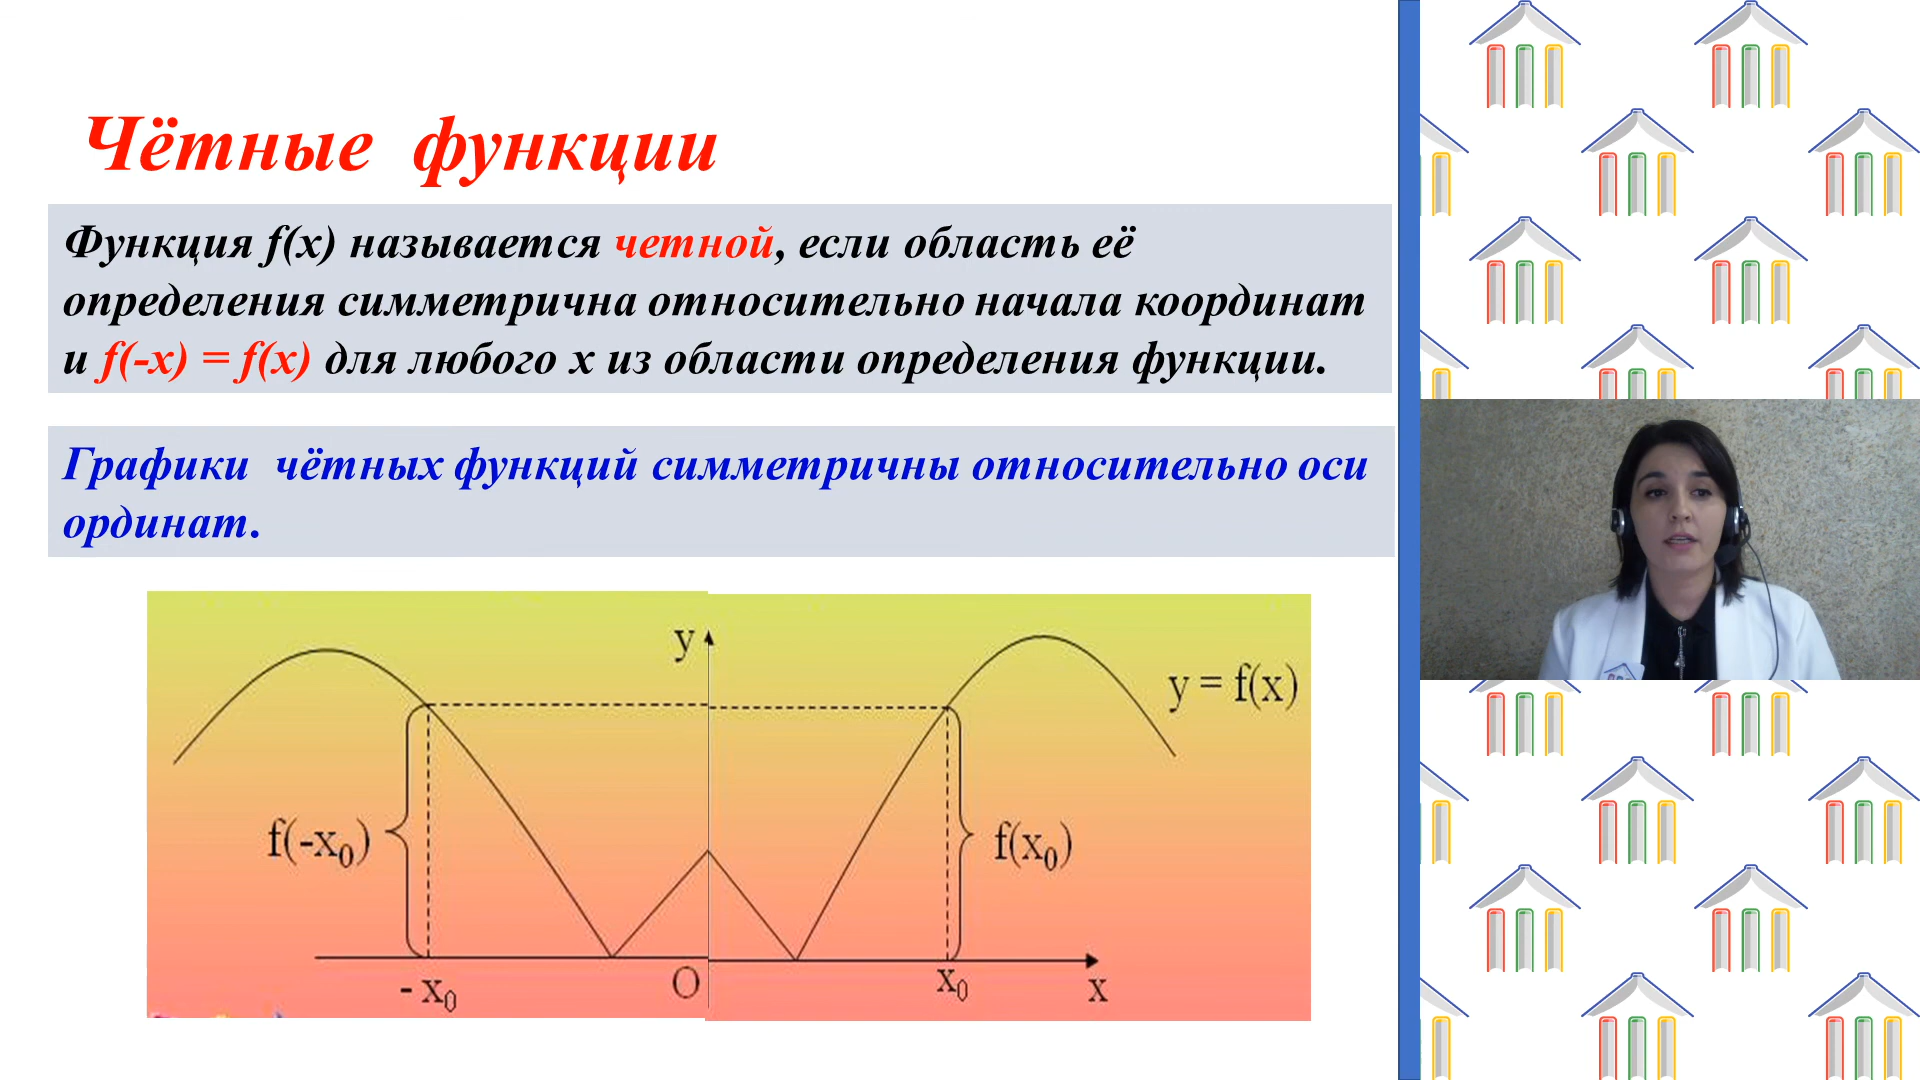 Чётные функции
Функция f(x) называется четной, если область её
определения симметрична относительно начала координат
и f(-x) = f(x) для любого x из области определения функции.
Графики чётных функций симметричны относительно оси
ординат.
y
y = f(x)
f(-x₀)
f(x₀)
- x₀
O
x₀
x